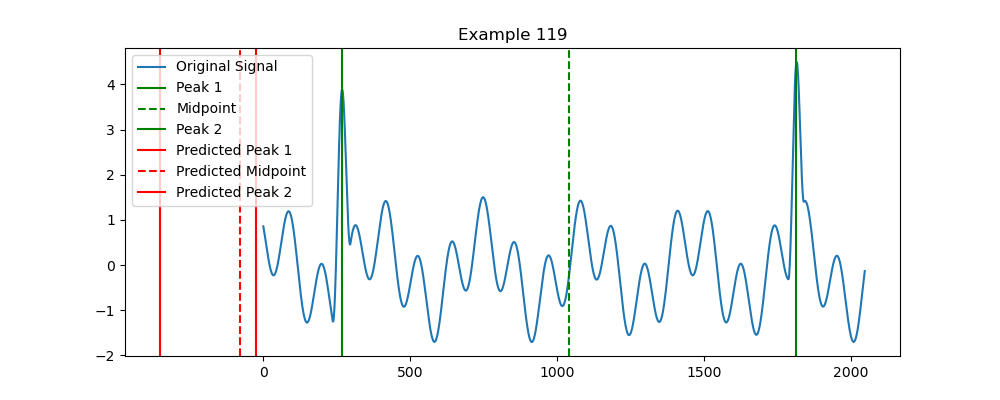 Example 119
Original Signal
Peak 1
Midpoint
Peak 2
Predicted Peak 1
Predicted Midpoint
Predicted Peak 2
4
3
2
1
0
−1
−2
0 500 1000 1500 2000